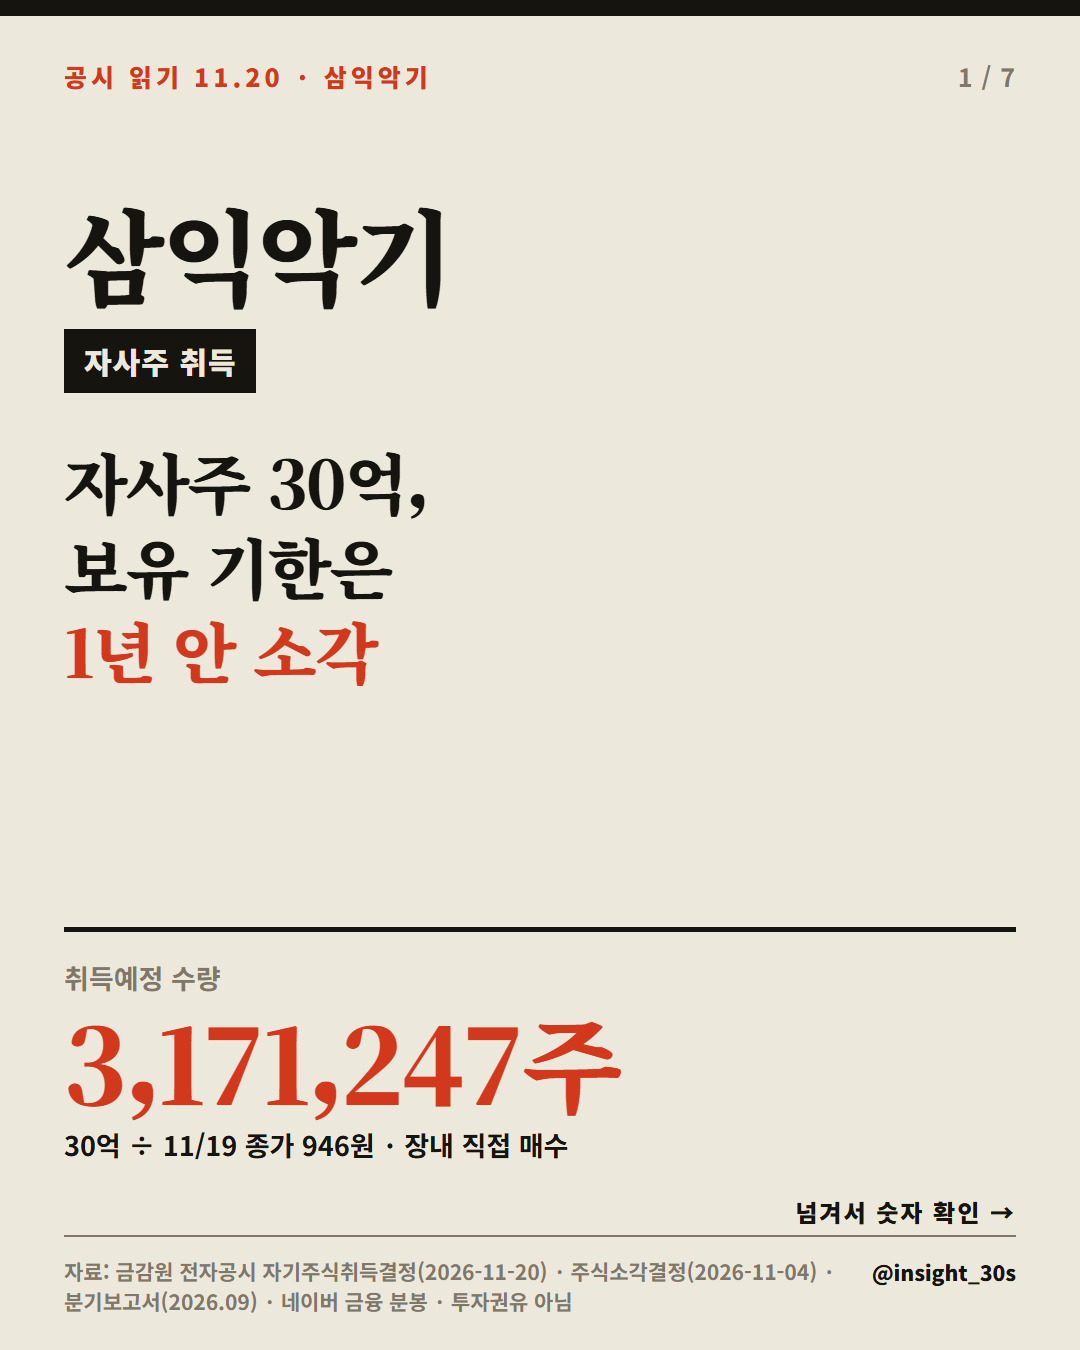 공시 읽기 11.20 · 삼익악기
1 / 7
삼익악기
자사주 취득
자사주 30억,
보유 기한은
1년 안 소각
취득예정 수량
3,171,247주
30억 ÷ 11/19 종가 946원 · 장내 직접 매수
넘겨서 숫자 확인 →
자료: 금감원 전자공시 자기주식취득결정(2026-11-20) · 주식소각결정(2026-11-04) ·
분기보고서(2026.09) · 네이버 금융 분봉 · 투자권유 아님
@insight_30s